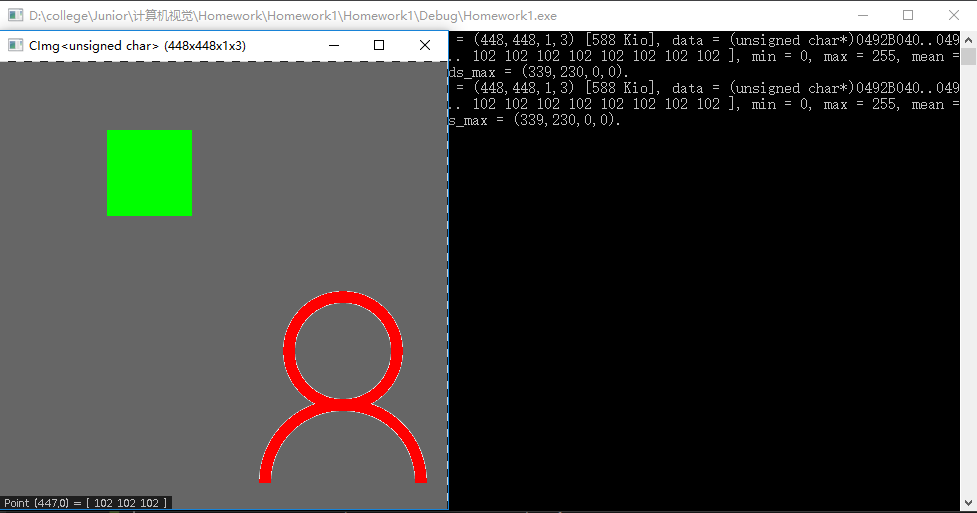 D:\college\Junior\计算机视觉\Homework\Homework1\Homework1\Debug\Homework1.exe
CImg<unsigned char> (448x448x1x3)
= (448,448,1,3) [588 Kio], data = (unsigned char*)0492B040..049
.. 102 102 102 102 102 102 102 102 ], min = 0, max = 255, mean =
ds_max = (339,230,0,0).
= (448,448,1,3) [588 Kio], data = (unsigned char*)0492B040..049
.. 102 102 102 102 102 102 102 102 ], min = 0, max = 255, mean =
s_max = (339,230,0,0).
Point (447,0) = [ 102 102 102 ]